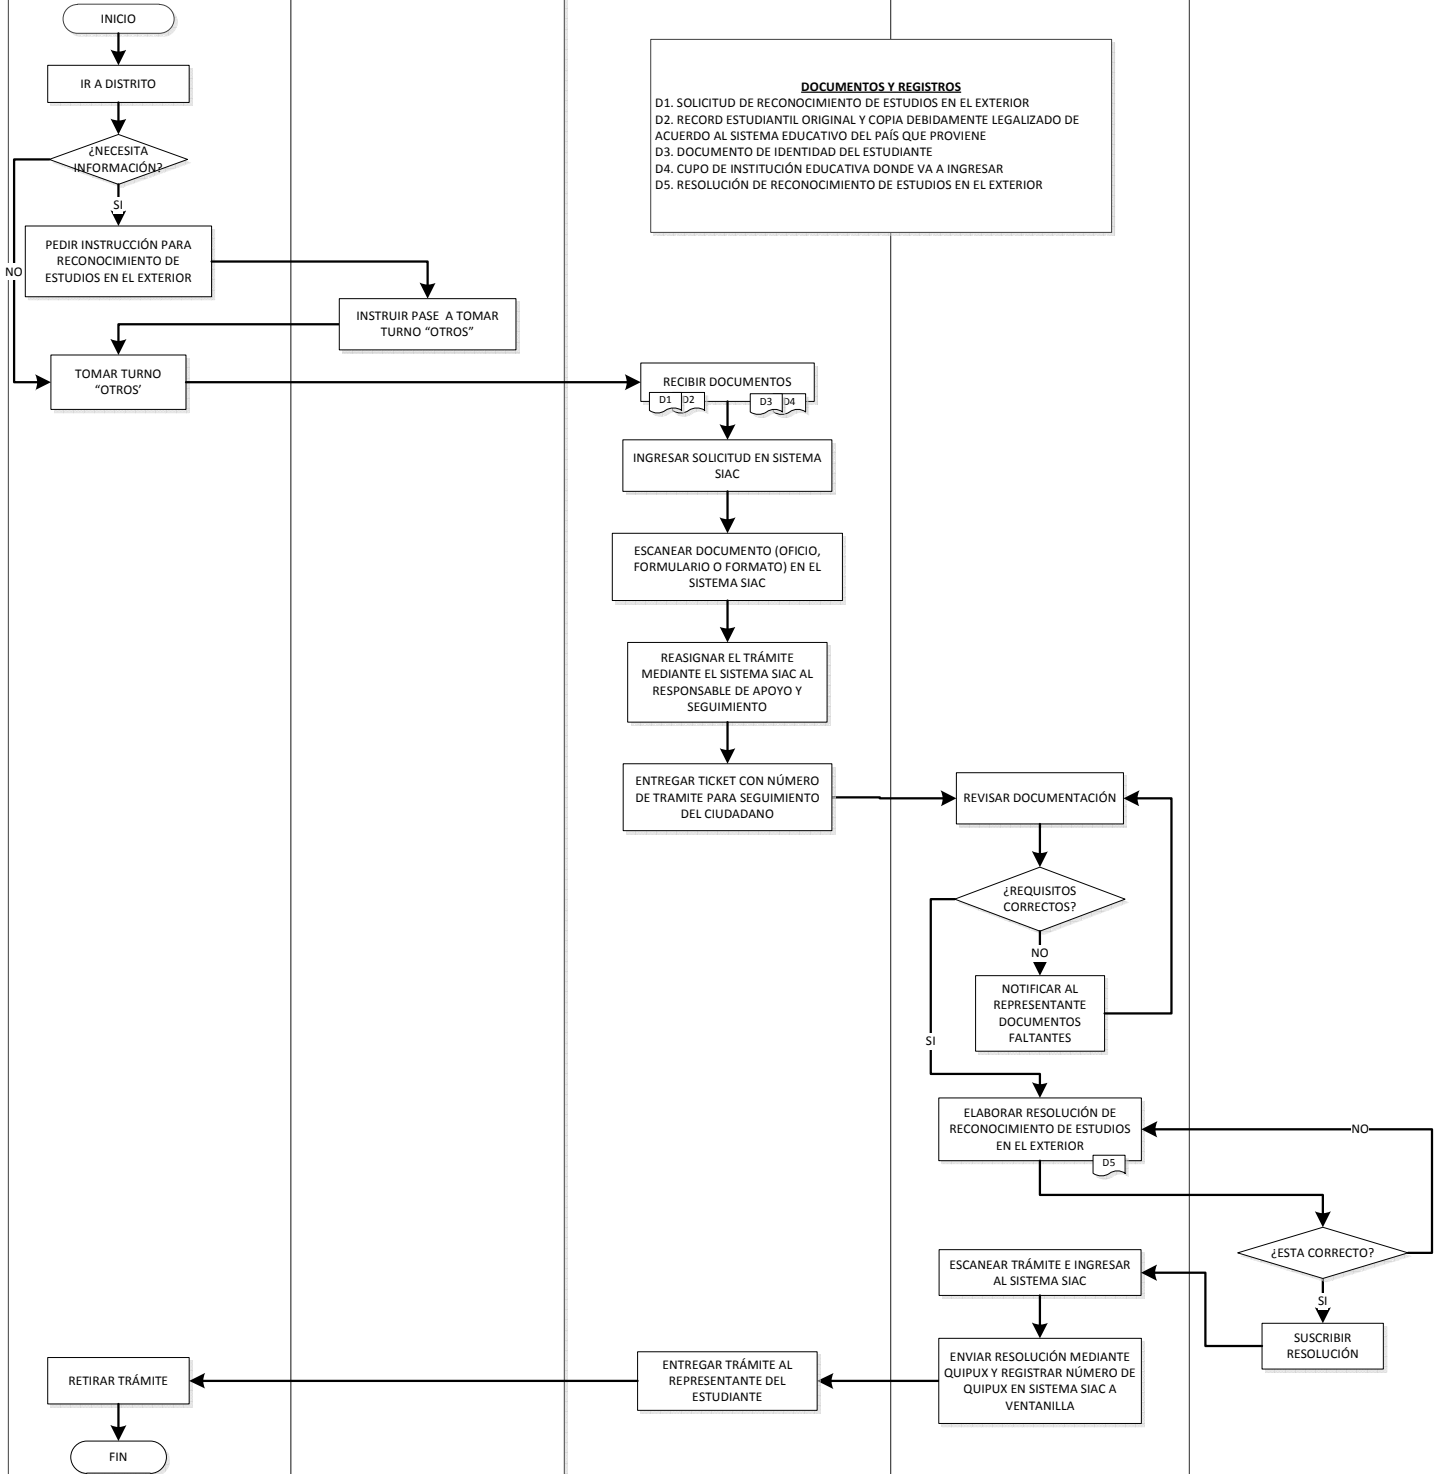 INICIO
IR A DISTRITO
¿NECESITA
INFORMACIÓN?
SI
NO
PEDIR INSTRUCCIÓN PARA
RECONOCIMIENTO DE
ESTUDIOS EN EL EXTERIOR
INSTRUIR PASE A TOMAR
TURNO “OTROS”
TOMAR TURNO
“OTROS’
DOCUMENTOS Y REGISTROS
D1. SOLICITUD DE RECONOCIMIENTO DE ESTUDIOS EN EL EXTERIOR
D2. RECORD ESTUDIANTIL ORIGINAL Y COPIA DEBIDAMENTE LEGALIZADO DE
ACUERDO AL SISTEMA EDUCATIVO DEL PAÍS QUE PROVIENE
D3. DOCUMENTO DE IDENTIDAD DEL ESTUDIANTE
D4. CUPO DE INSTITUCIÓN EDUCATIVA DONDE VA A INGRESAR
D5. RESOLUCIÓN DE RECONOCIMIENTO DE ESTUDIOS EN EL EXTERIOR
RECIBIR DOCUMENTOS
D1 D2 D3 D4
INGRESAR SOLICITUD EN SISTEMA
SIAC
ESCANEAR DOCUMENTO (OFICIO,
FORMULARIO O FORMATO) EN EL
SISTEMA SIAC
REASIGNAR EL TRÁMITE
MEDIANTE EL SISTEMA SIAC AL
RESPONSABLE DE APOYO Y
SEGUIMIENTO
ENTREGAR TICKET CON NÚMERO
DE TRAMITE PARA SEGUIMIENTO
DEL CIUDADANO
REVISAR DOCUMENTACIÓN
¿REQUISITOS
CORRECTOS?
NO
NOTIFICAR AL
REPRESENTANTE
DOCUMENTOS
FALTANTES
SI
ELABORAR RESOLUCIÓN DE
RECONOCIMIENTO DE ESTUDIOS
EN EL EXTERIOR
D5
NO
¿ESTA CORRECTO?
SI
SUSCRIBIR
RESOLUCIÓN
ESCANEAR TRÁMITE E INGRESAR
AL SISTEMA SIAC
ENVIAR RESOLUCIÓN MEDIANTE
QUIPUX Y REGISTRAR NÚMERO DE
QUIPUX EN SISTEMA SIAC A
VENTANILLA
ENTREGAR TRÁMITE AL
REPRESENTANTE DEL
ESTUDIANTE
RETIRAR TRÁMITE
FIN